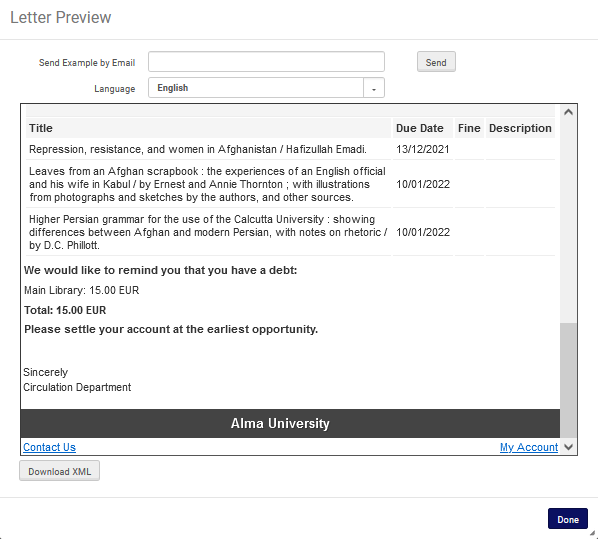 Letter Preview
Send Example by Email
Send
Language
English
Title Due Date Fine Description
Repression, resistance, and women in Afghanistan / Hafizullah Emadi. 13/12/2021
Leaves from an Afghan scrapbook : the experiences of an English official
and his wife in Kabul / by Ernest and Annie Thornton ; with illustrations 10/01/2022
from photographs and sketches by the authors, and other sources.
Higher Persian grammar for the use of the Calcutta University : showing
differences between Afghan and modern Persian, with notes on rhetoric / 10/01/2022
by D.C. Phillott.
We would like to remind you that you have a debt:
Main Library: 15.00 EUR
Total: 15.00 EUR
Please settle your account at the earliest opportunity.
Sincerely
Circulation Department
Alma University
Contact Us My Account
Download XML
Done